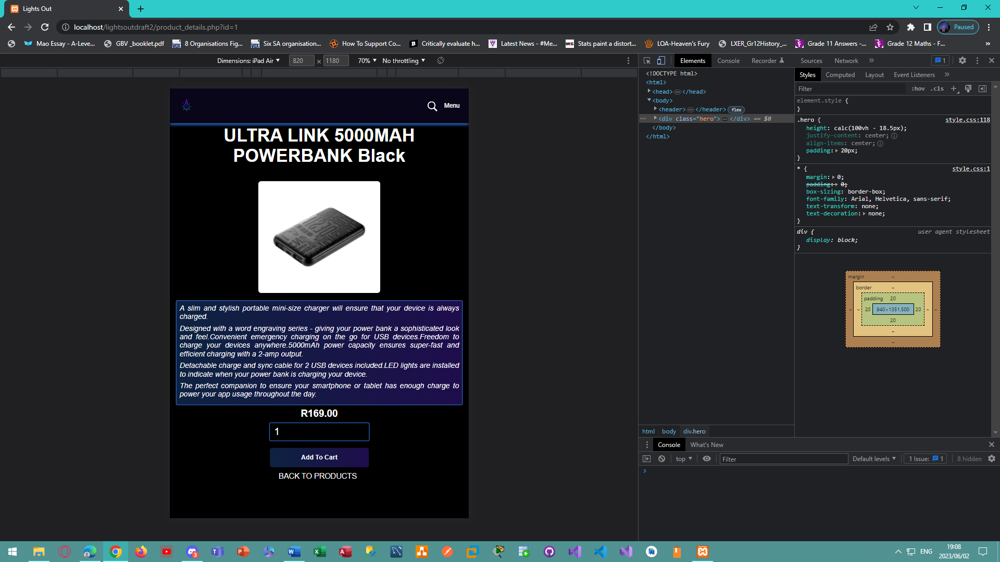 Lights Out
localhost/lightsoutdraft2/product_details.php?id=1
Paused
Mao Essay - A-Leve...
GBV _booklet.pdf
8 Organisations Fig...
Six SA organisation...
How To Support Co...
Critically evaluate h...
Latest News - #Me...
Stats paint a distort...
LOA-Heaven's Fury
LXER_Gr12History_...
Grade 11 Answers -...
Grade 12 Maths - F...
Dimensions: iPad Air
820 × 1180
70%
No throttling
Elements
Console
Recorder
Sources
Network
1
Menu
ULTRA LINK 5000MAH
POWERBANK Black
A slim and stylish portable mini-size charger will ensure that your device is always
charged.
Designed with a word engraving series - giving your power bank a sophisticated look
and feel.Convenient emergency charging on the go for USB devices.Freedom to
charge your devices anywhere.5000mAh power capacity ensures super-fast and
efficient charging with a 2-amp output.
Detachable charge and sync cable for 2 USB devices included.LED lights are installed
to indicate when your power bank is charging your device.
The perfect companion to ensure your smartphone or tablet has enough charge to
power your app usage throughout the day.
R169.00
1
Add To Cart
BACK TO PRODUCTS
<!DOCTYPE html>
<html>
<head> ... </head>
<body>
<header> ... </header> flex
<div class="hero"> ... </div> == $0
</body>
</html>
html body div.hero
Styles
Computed
Layout
Event Listeners
Filter
:hov .cls
element.style {
}
.hero { style.css:118
height: calc(100vh - 18.5px);
justify-content: center;
align-items: center;
padding: 20px;
}
* { style.css:1
margin: 0;
padding: 0;
box-sizing: border-box;
font-family: Arial, Helvetica, sans-serif;
text-transform: none;
text-decoration: none;
}
div { user agent stylesheet
display: block;
}
margin –
border –
padding 20
– – 20 940×1351.500 20 – –
20
–
–
Console
What's New
top
Filter
Default levels
1 Issue: 1
8 hidden
3
ENG
19:08
2023/06/02